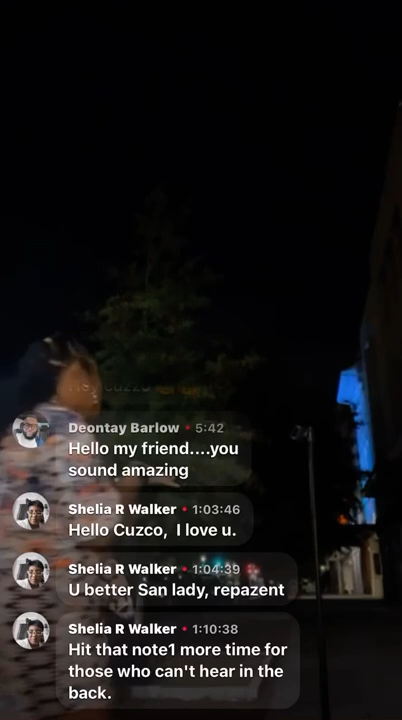 Hey cuzzo
Deontay Barlow • 5:42
Hello my friend....you
sound amazing
Shelia R Walker • 1:03:46
Hello Cuzco, I love u.
Shelia R Walker • 1:04:39
U better San lady, repazent
Shelia R Walker • 1:10:38
Hit that note1 more time for
those who can't hear in the
back.